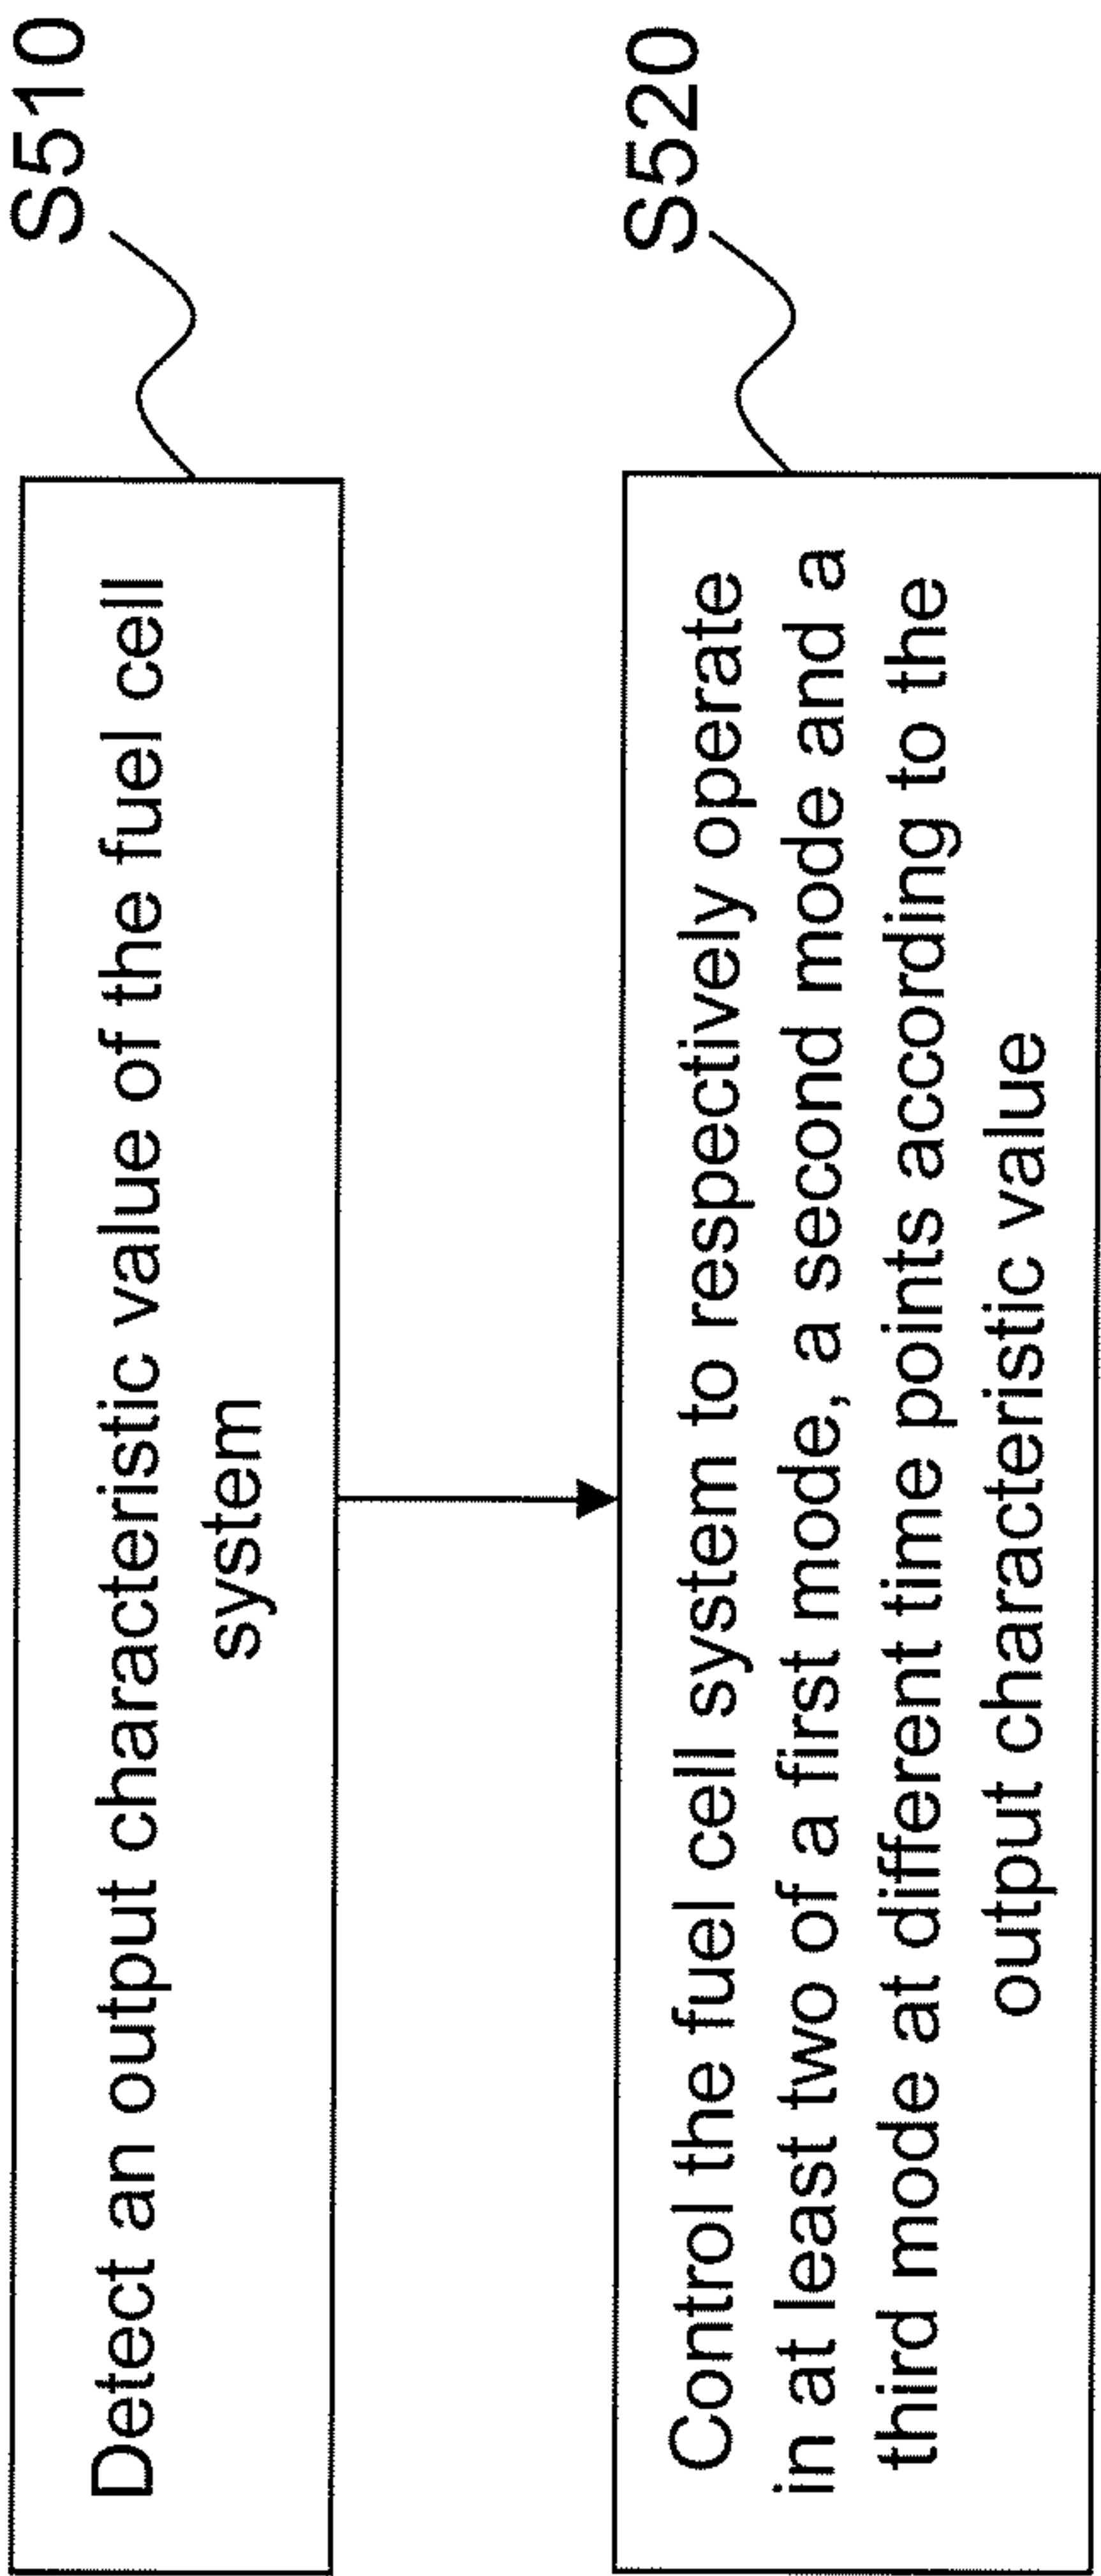 Detect an output characteristic value of the fuel cell
system
S510
Control the fuel cell system to respectively operate
in at least two of a first mode, a second mode and a
third mode at different time points according to the
output characteristic value
S520